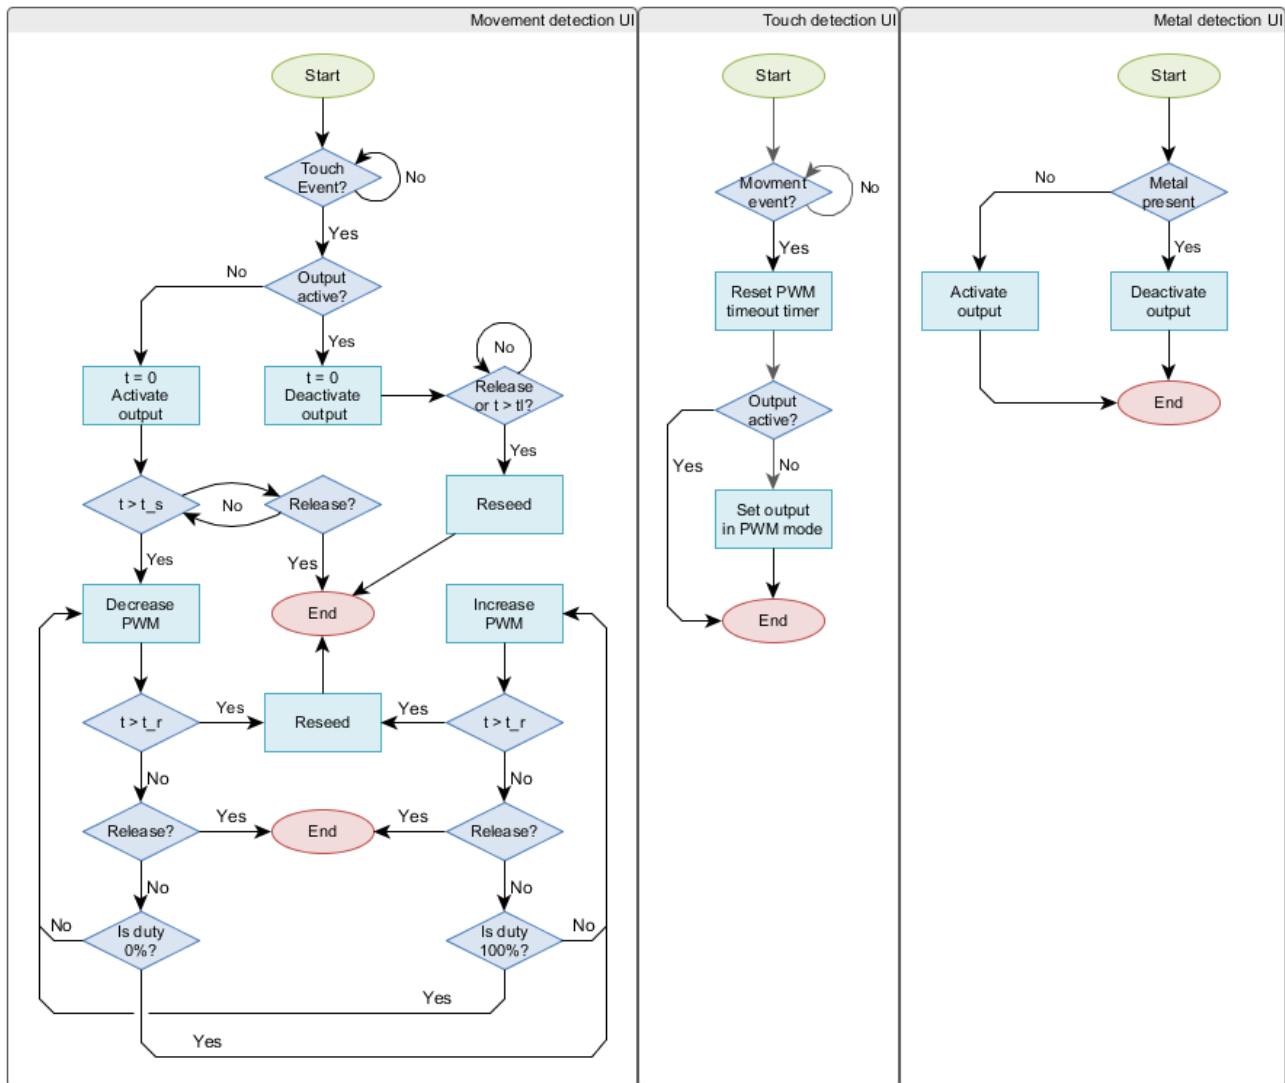 Movement detection UI
Start
Touch
Event?
No
Yes
Output
active?
No
Yes
t = 0
Activate
output
t = 0
Deactivate
output
No
Release
or t > tl?
Yes
Reseed
t > t_s
No
Release?
Yes
Yes
Decrease
PWM
End
Increase
PWM
t > t_r
Yes
Reseed
Yes
t > t_r
No
No
Release?
Yes
End
Yes
Release?
No
No
No
Is duty
0%?
Is duty
100%?
No
Yes
Yes
Touch detection UI
Start
Movment
event?
No
Yes
Reset PWM
timeout timer
Output
active?
Yes
No
Set output
in PWM mode
End
Metal detection UI
Start
Metal
present
No
Yes
Activate
output
Deactivate
output
End